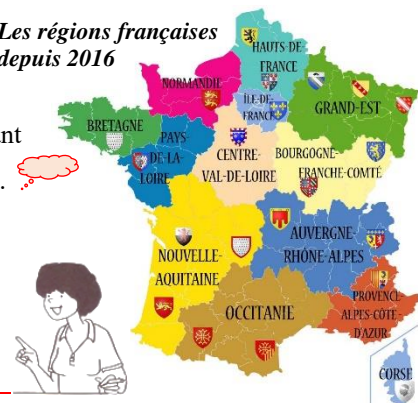 Les régions françaises
depuis 2016
HAUTS-DE-
FRANCE
NORMANDIE
ÎLE-DE-
FRANCE
GRAND-EST
BRETAGNE
PAYS-
DE-LA-
LOIRE
CENTRE-
VAL-DE-LOIRE
BOURGOGNE-
FRANCHE-COMTÉ
ant
.
NOUVELLE-
AQUITAINE
AUVERGNE-
RHÔNE-ALPES
OCCITANIE
PROVENCE-
ALPES-CÔTE-
D'AZUR
CORSE